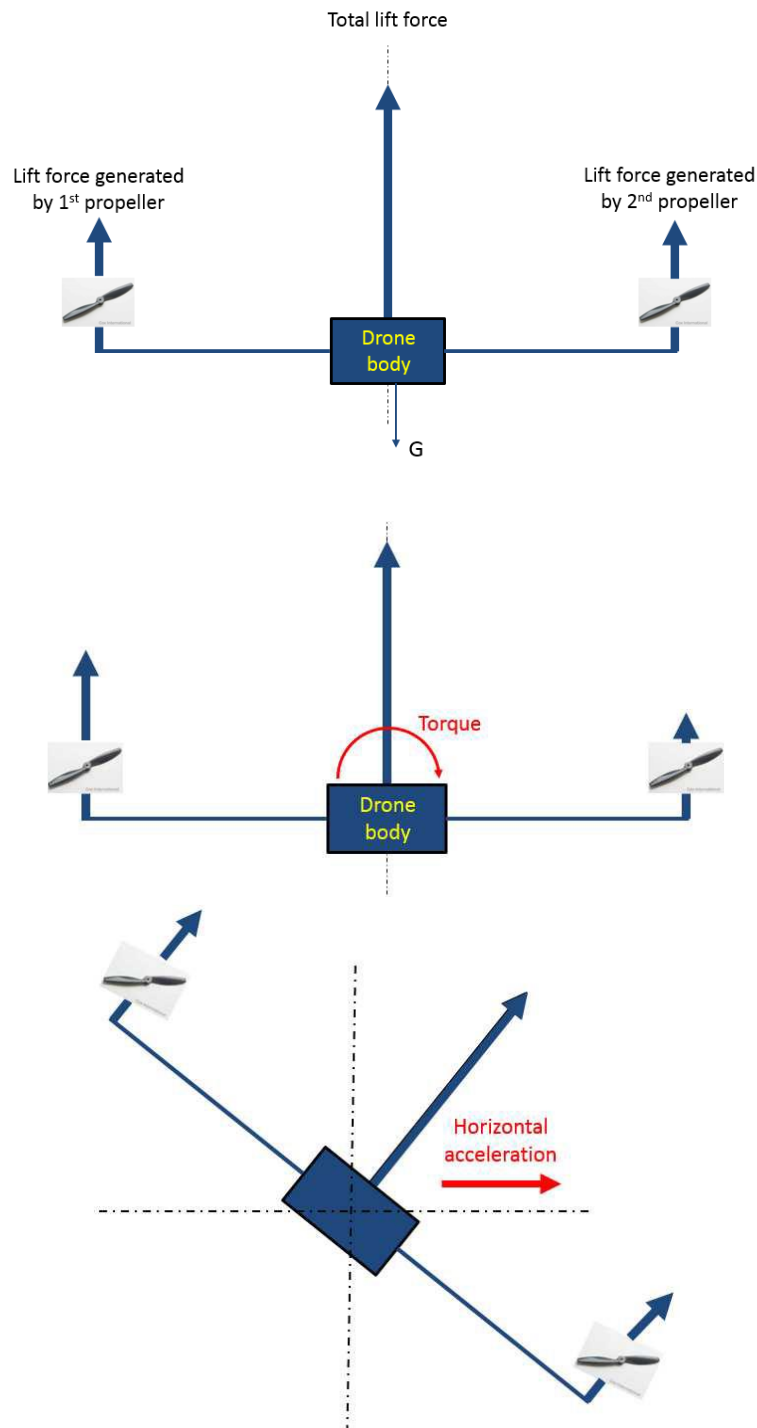 Total lift force
Lift force generated
by 1st propeller
Lift force generated
by 2nd propeller
Drone
body
G
Torque
Drone
body
Horizontal
acceleration